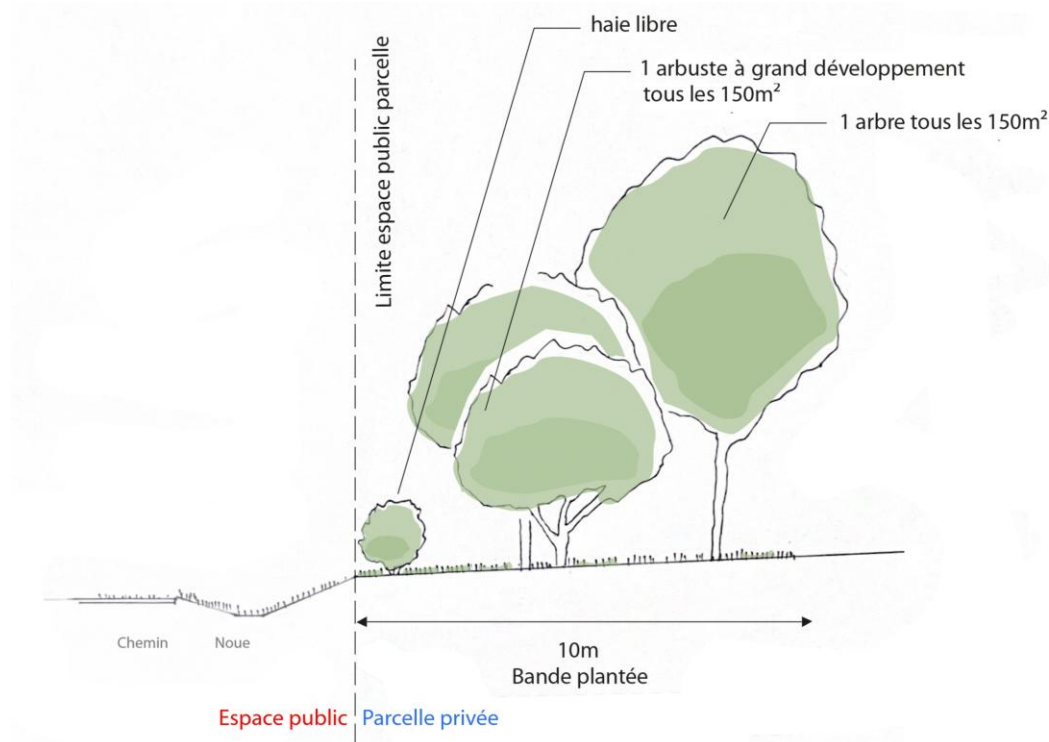 haie libre
1 arbuste à grand développement
tous les 150m²
1 arbre tous les 150m²
Limite espace public parcelle
Chemin
Noue
10m
Bande plantée
Espace public
Parcelle privée